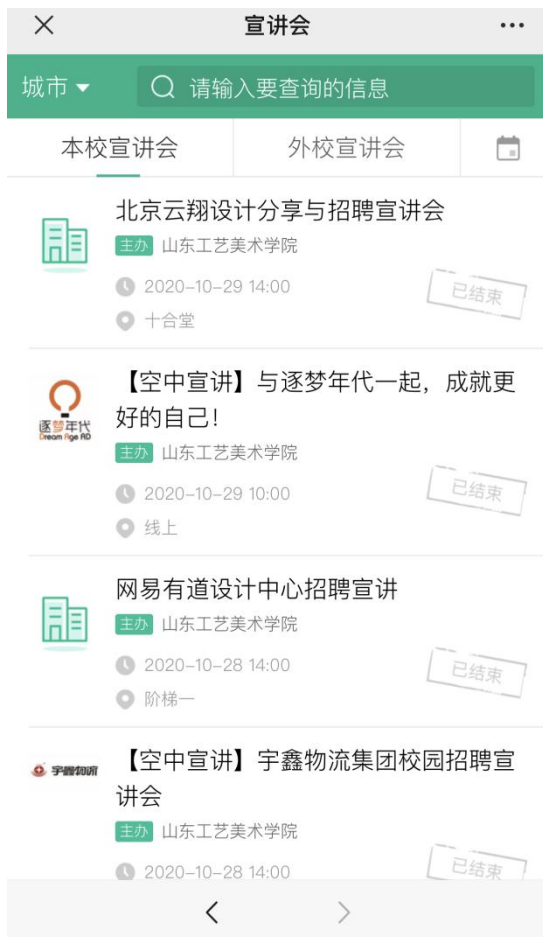 宣讲会
城市
请输入要查询的信息
本校宣讲会
外校宣讲会
北京云翔设计分享与招聘宣讲会
主办 山东工艺美术学院
2020-10-29 14:00
已结束
十合堂
【空中宣讲】与逐梦年代一起，成就更
好的自己！
逐梦年代
Dream Age AD
主办 山东工艺美术学院
2020-10-29 10:00
已结束
线上
网易有道设计中心招聘宣讲
主办 山东工艺美术学院
2020-10-28 14:00
已结束
阶梯一
宇鑫物流
【空中宣讲】宇鑫物流集团校园招聘宣
讲会
主办 山东工艺美术学院
2020-10-28 14:00
已结束